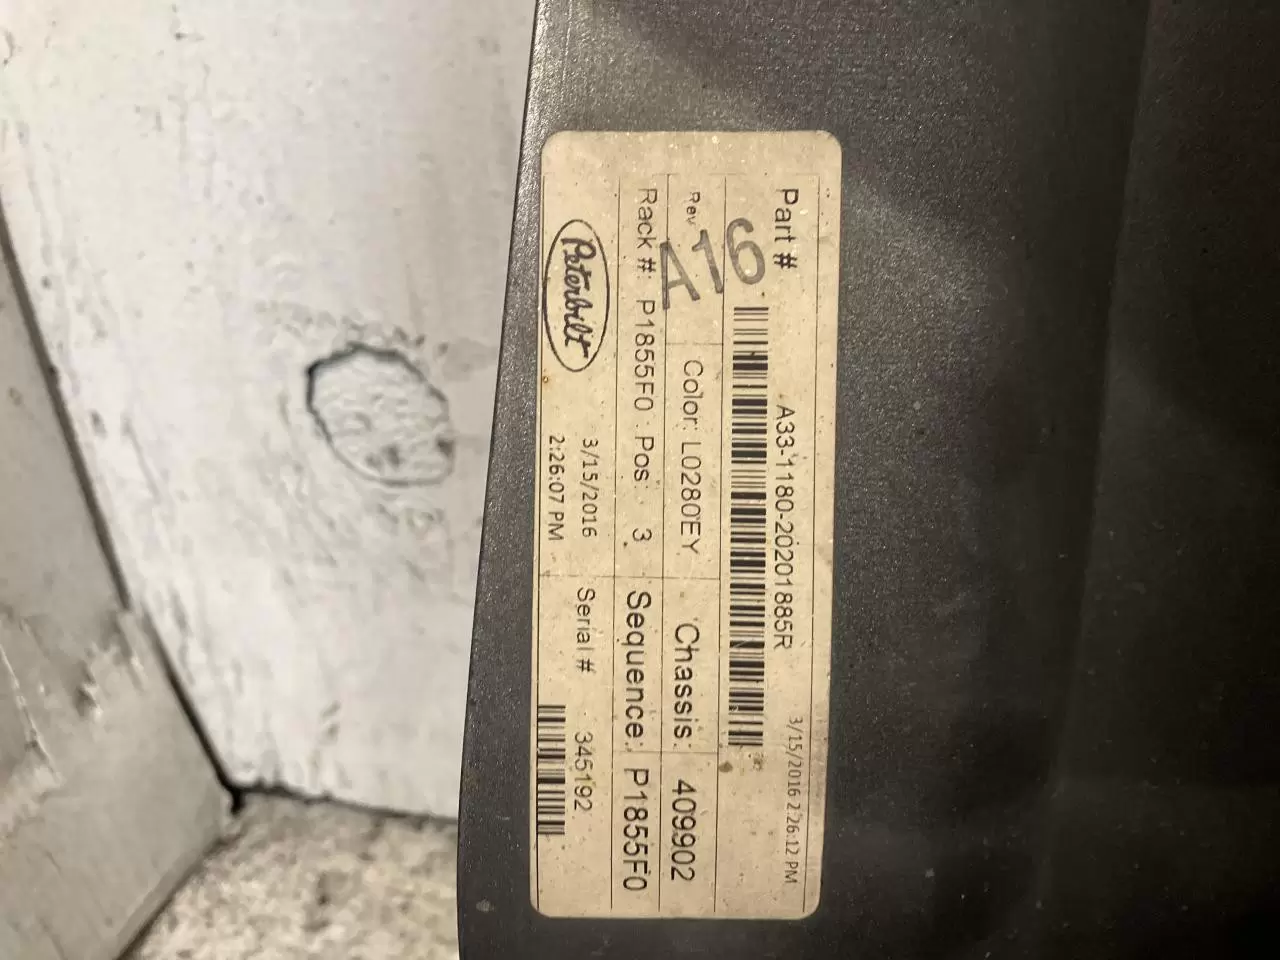 Part # A33-1180-20201885R 3/15/2016 2:26:12 PM
Rev Color: L0280EY Chassis: 409902
Rack #: P1855F0 Pos: 3 Sequence: P1855F0
Peterbilt 3/15/2016 Serial # 345192
2:26:07 PM